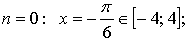 n = 0: x = -π/6 ∈ [-4; 4];